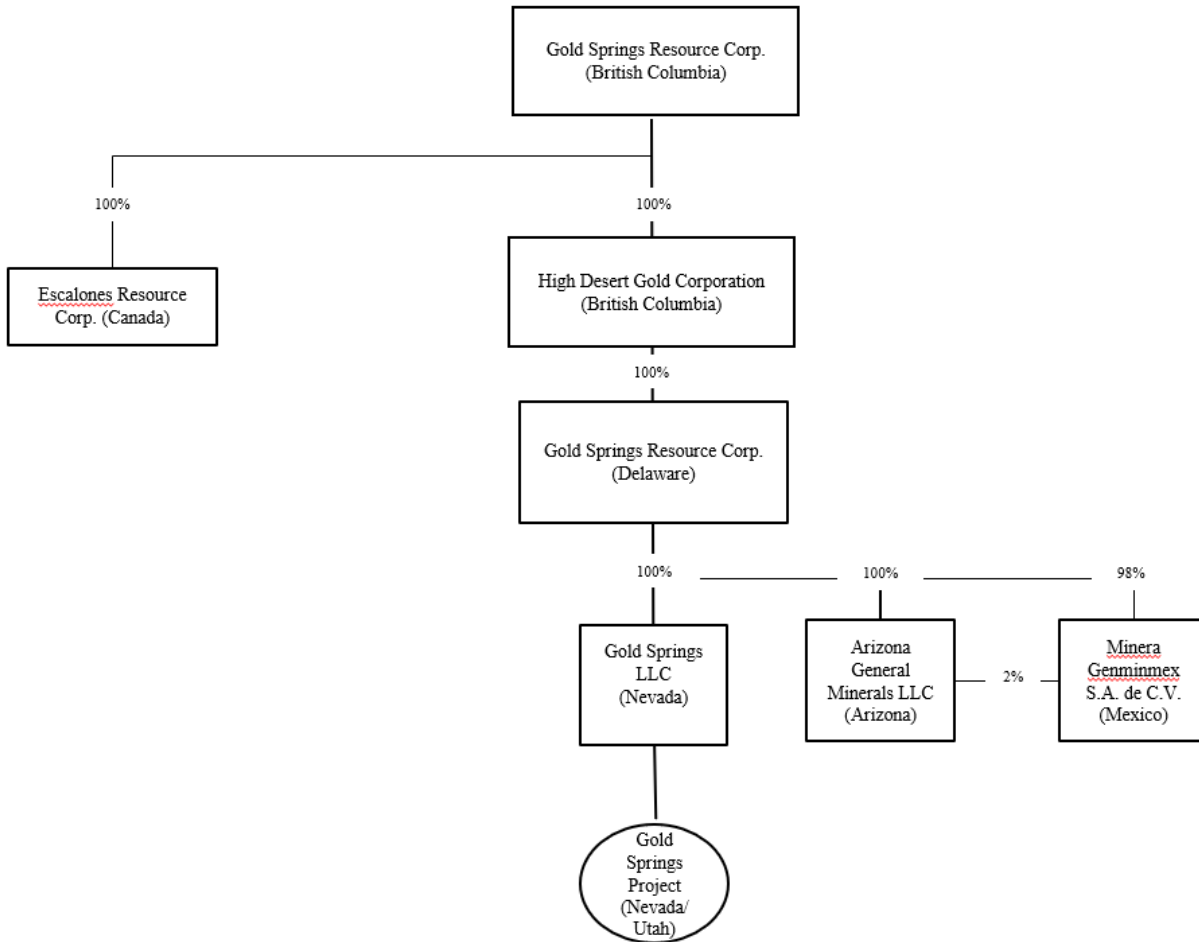 Gold Springs Resource Corp.
(British Columbia)
100%
100%
Escalones Resource
Corp. (Canada)
High Desert Gold Corporation
(British Columbia)
100%
Gold Springs Resource Corp.
(Delaware)
100%
100%
98%
Gold Springs
LLC
(Nevada)
Arizona
General
Minerals LLC
(Arizona)
2%
Minera
Genminmex
S.A. de C.V.
(Mexico)
Gold
Springs
Project
(Nevada/
Utah)